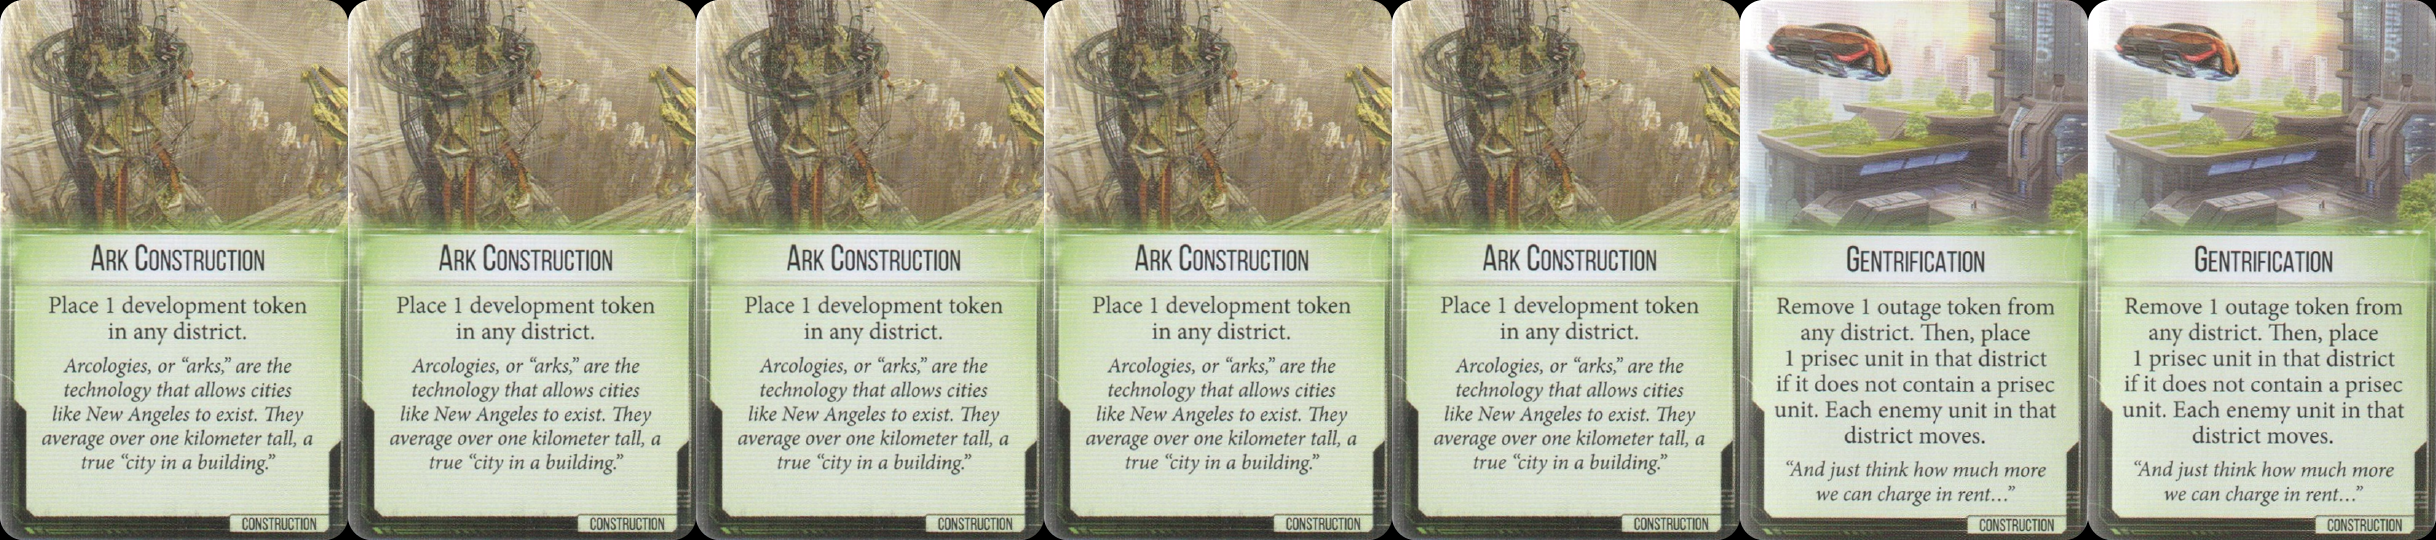 Ark Construction
Place 1 development token
in any district.
Arcologies, or “arks,” are the
technology that allows cities
like New Angeles to exist. They
average over one kilometer tall, a
true “city in a building.”
CONSTRUCTION
Ark Construction
Place 1 development token
in any district.
Arcologies, or “arks,” are the
technology that allows cities
like New Angeles to exist. They
average over one kilometer tall, a
true “city in a building.”
CONSTRUCTION
Ark Construction
Place 1 development token
in any district.
Arcologies, or “arks,” are the
technology that allows cities
like New Angeles to exist. They
average over one kilometer tall, a
true “city in a building.”
CONSTRUCTION
Ark Construction
Place 1 development token
in any district.
Arcologies, or “arks,” are the
technology that allows cities
like New Angeles to exist. They
average over one kilometer tall, a
true “city in a building.”
CONSTRUCTION
Ark Construction
Place 1 development token
in any district.
Arcologies, or “arks,” are the
technology that allows cities
like New Angeles to exist. They
average over one kilometer tall, a
true “city in a building.”
CONSTRUCTION
Gentrification
Remove 1 outage token from
any district. Then, place
1 prisec unit in that district
if it does not contain a prisec
unit. Each enemy unit in that
district moves.
“And just think how much more
we can charge in rent…”
CONSTRUCTION
Gentrification
Remove 1 outage token from
any district. Then, place
1 prisec unit in that district
if it does not contain a prisec
unit. Each enemy unit in that
district moves.
“And just think how much more
we can charge in rent…”
CONSTRUCTION